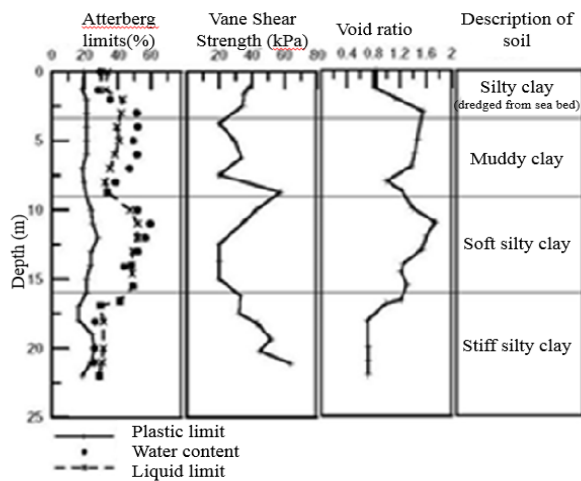 Atterberg
limits(%)
Vane Shear
Strength (kPa)
Void ratio
Description of
soil
0 20 40 60
20 40 60 80
0.4 0.8 1.2 1.6 2
0
5
10
15
20
25
Depth (m)
Silty clay
(dredged from sea bed)
Muddy clay
Soft silty clay
Stiff silty clay
Plastic limit
Water content
Liquid limit